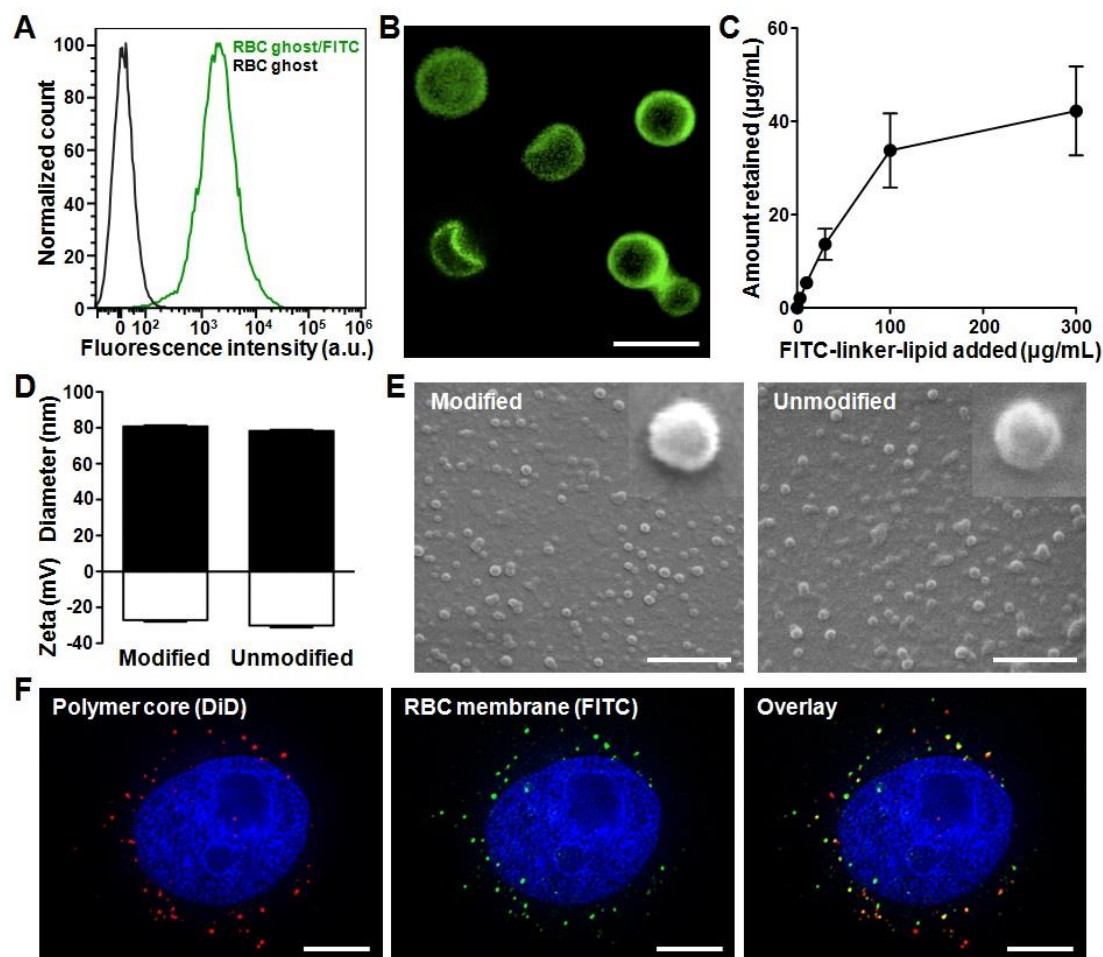 A
Normalized count
100
80
60
40
20
0
RBC ghost/FITC
RBC ghost
0 10² 10³ 10⁴ 10⁵ 10⁶
Fluorescence intensity (a.u.)
B
C
Amount retained (µg/mL)
60
40
20
0
0 100 200 300
FITC-linker-lipid added (µg/mL)
D
Diameter (nm)
Zeta (mV)
100
80
60
40
20
0
-20
-40
Modified Unmodified
E
Modified
Unmodified
F
Polymer core (DiD)
RBC membrane (FITC)
Overlay